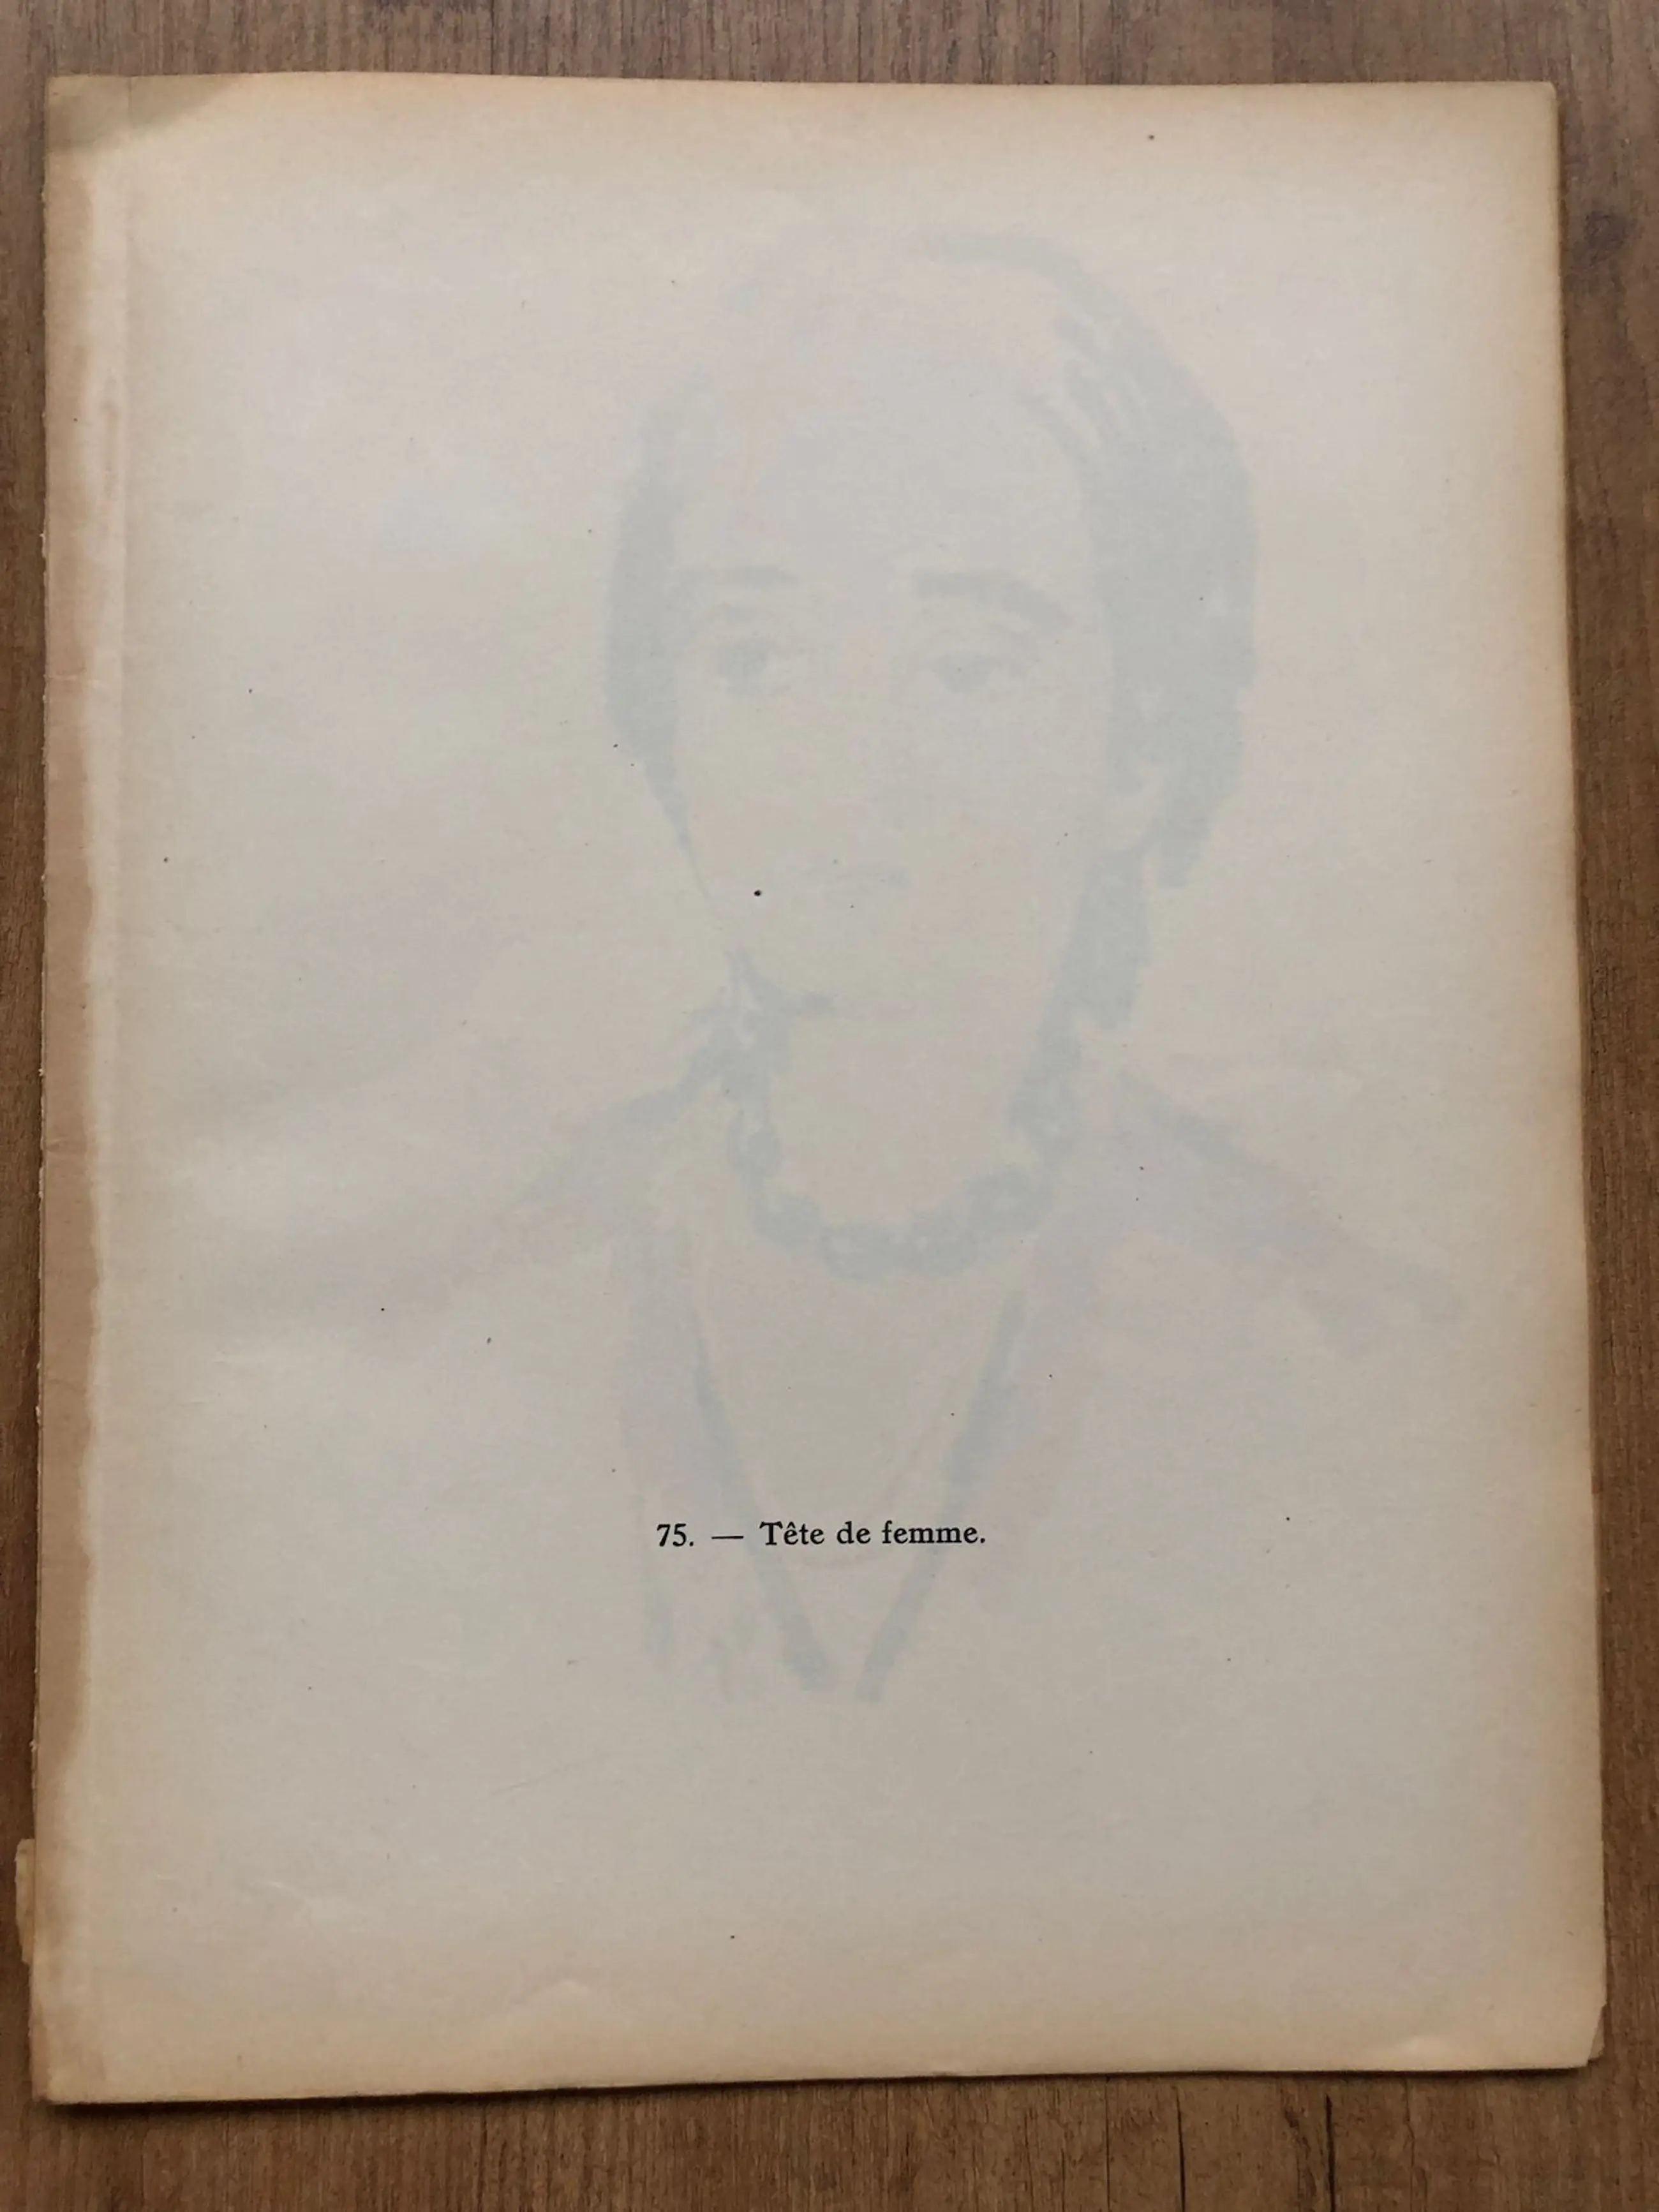 75. — Tête de femme.